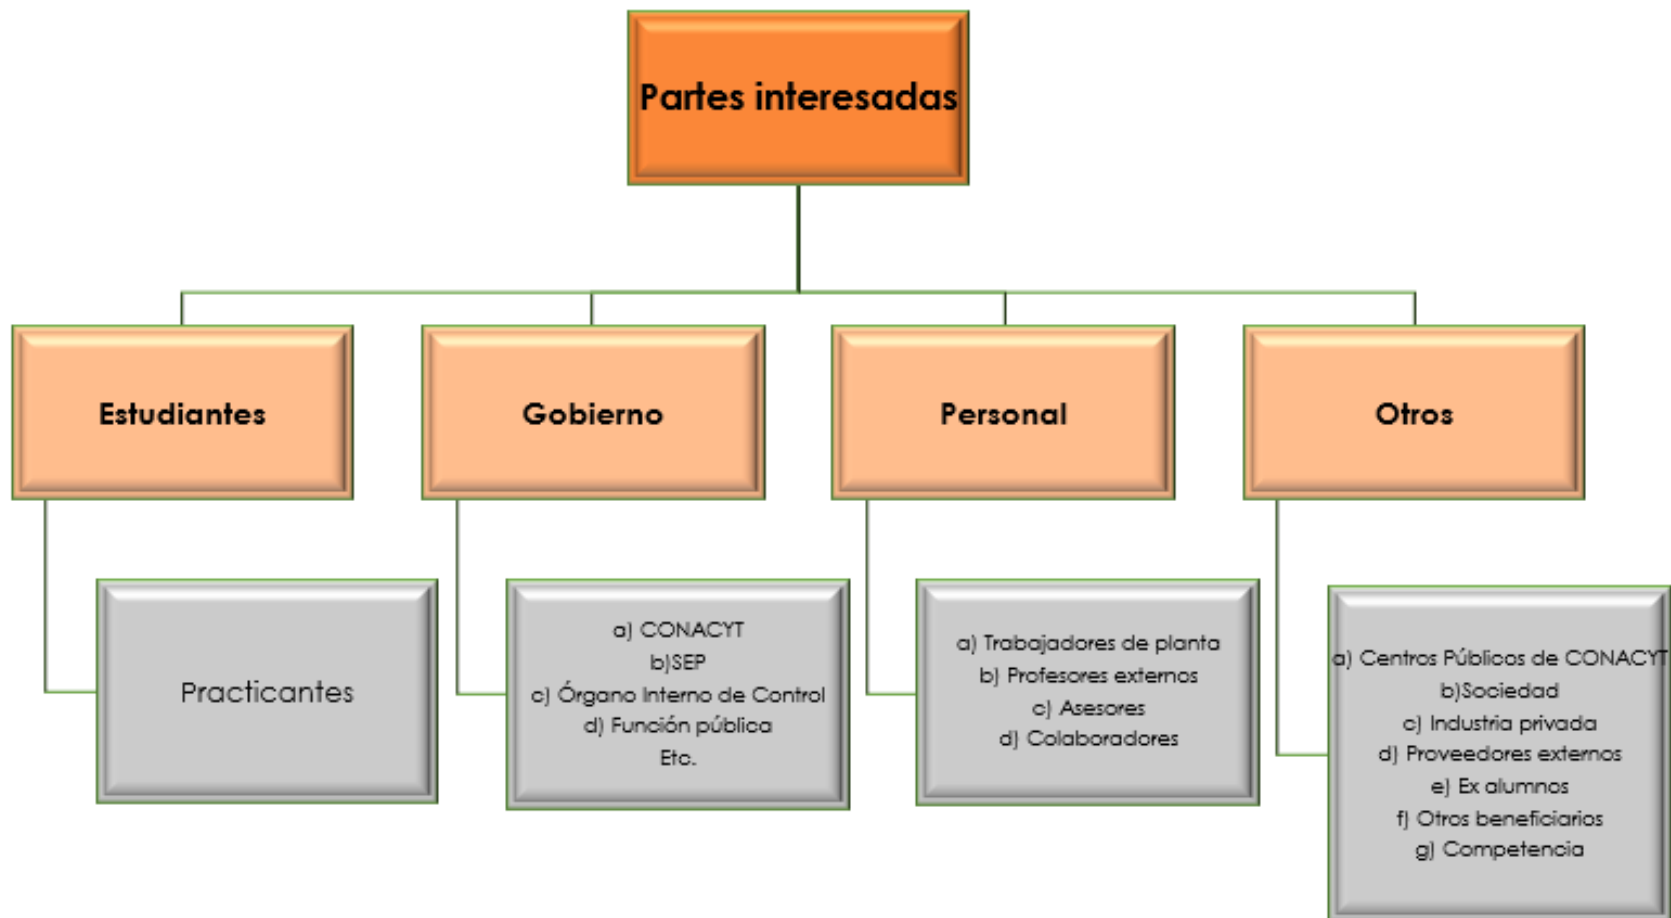 Partes interesadas
Estudiantes
Gobierno
Personal
Otros
Practicantes
a) CONACYT
b)SEP
c) Órgano Interno de Control
d) Función pública
Etc.
a) Trabajadores de planta
b) Profesores externos
c) Asesores
d) Colaboradores
a) Centros Públicos de CONACYT
b)Sociedad
c) Industria privada
d) Proveedores externos
e) Ex alumnos
f) Otros beneficiarios
g) Competencia